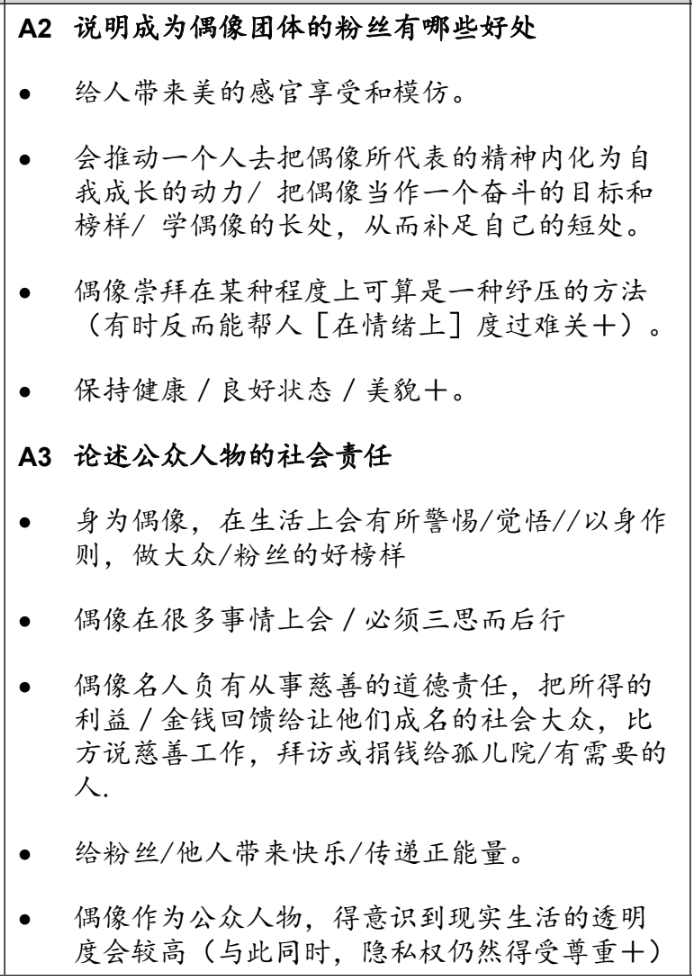 A2 说明成为偶像团体的粉丝有哪些好处
● 给人带来美的感官享受和模仿。
● 会推动一个人去把偶像所代表的精神内化为自
我成长的动力/ 把偶像当作一个奋斗的目标和
榜样/ 学偶像的长处，从而补足自己的短处。
● 偶像崇拜在某种程度上可算是一种纾压的方法
（有时反而能帮人［在情绪上］度过难关＋）。
● 保持健康 / 良好状态 / 美貌＋。
A3 论述公众人物的社会责任
● 身为偶像，在生活上会有所警惕/觉悟//以身作
则，做大众/粉丝的好榜样
● 偶像在很多事情上会 / 必须三思而后行
● 偶像名人负有从事慈善的道德责任，把所得的
利益 / 金钱回馈给让他们成名的社会大众，比
方说慈善工作，拜访或捐钱给孤儿院/有需要的
人.
● 给粉丝/他人带来快乐/传递正能量。
● 偶像作为公众人物，得意识到现实生活的透明
度会较高（与此同时，隐私权仍然得受尊重＋）